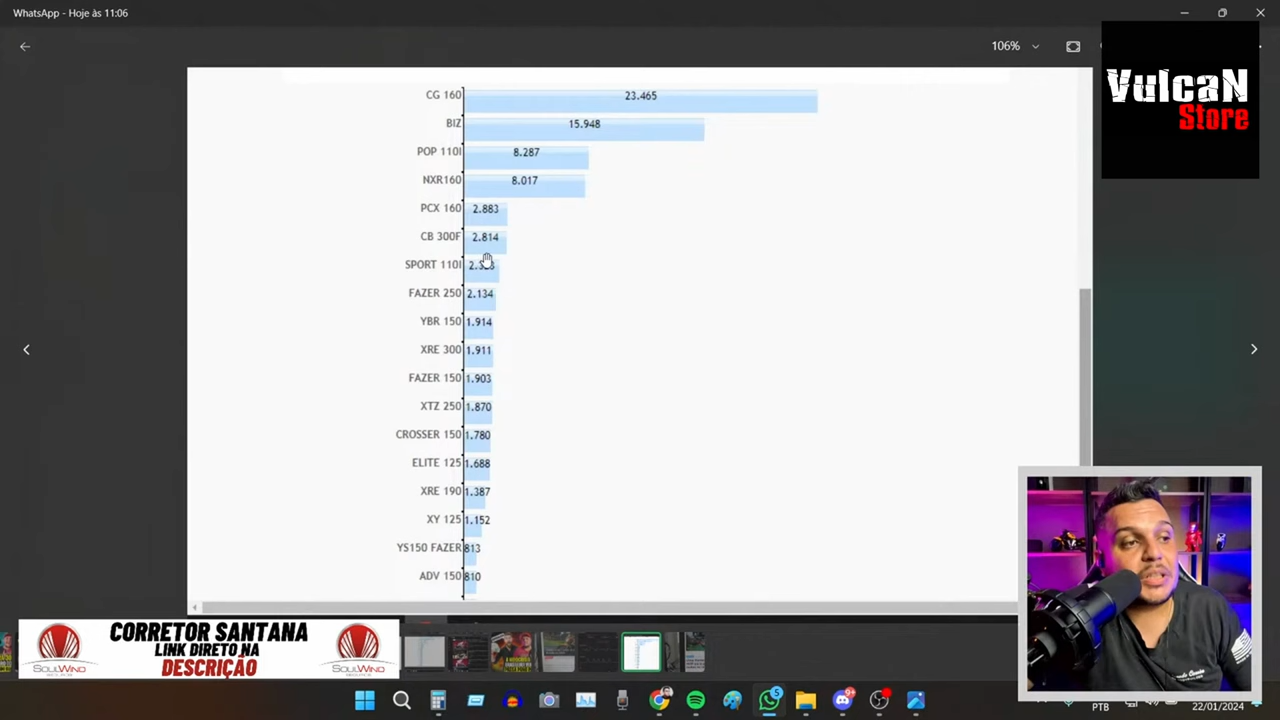 WhatsApp - Hoje às 11:06
106%
VulcaN
Store
CG 160 23.465
BIZ 15.948
POP 110I 8.287
NXR160 8.017
PCX 160 2.883
CB 300F 2.814
SPORT 110I
FAZER 250 2.134
YBR 150 1.914
XRE 300 1.911
FAZER 150 1.903
XTZ 250 1.870
CROSSER 150 1.780
ELITE 125 1.688
XRE 190 1.387
XY 125 1.152
YS150 FAZER 813
ADV 150 810
CORRETOR SANTANA
LINK DIRETO NA
DESCRIÇÃO
SOULWIND
SOULWIND
5
9+
PTB
22/01/2024